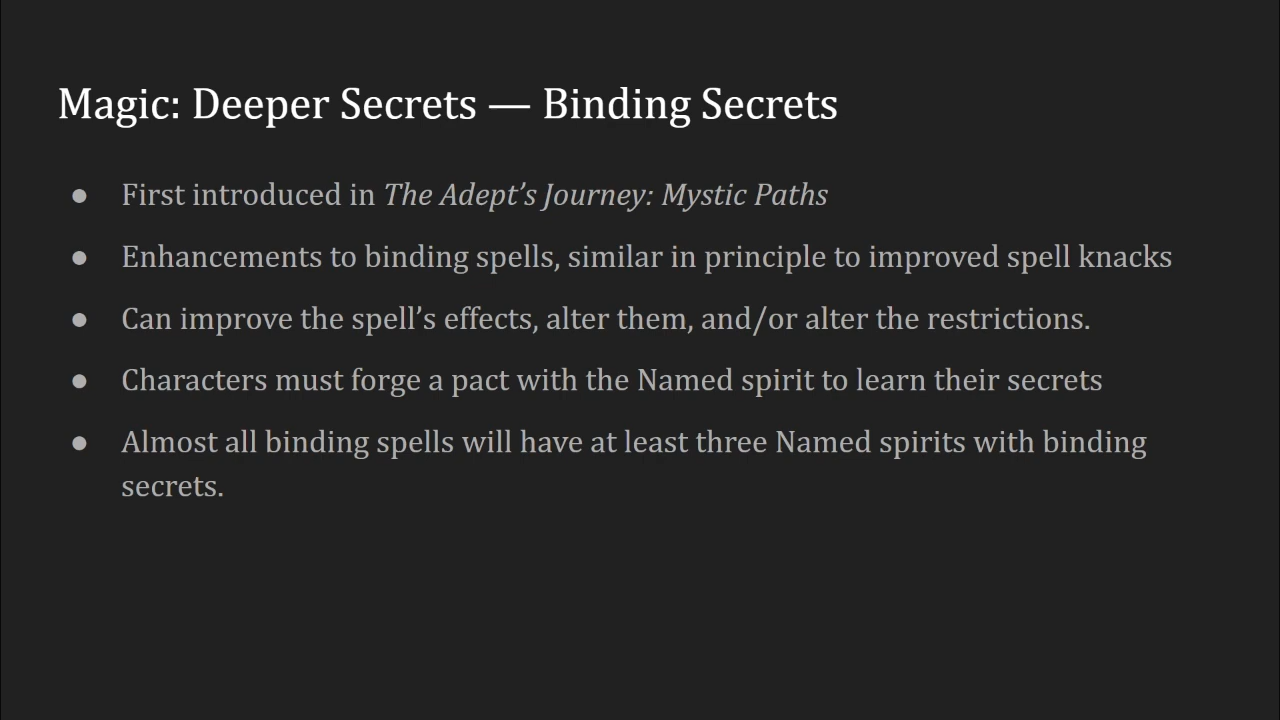 Magic: Deeper Secrets — Binding Secrets
● First introduced in The Adept’s Journey: Mystic Paths
● Enhancements to binding spells, similar in principle to improved spell knacks
● Can improve the spell’s effects, alter them, and/or alter the restrictions.
● Characters must forge a pact with the Named spirit to learn their secrets
● Almost all binding spells will have at least three Named spirits with binding
secrets.